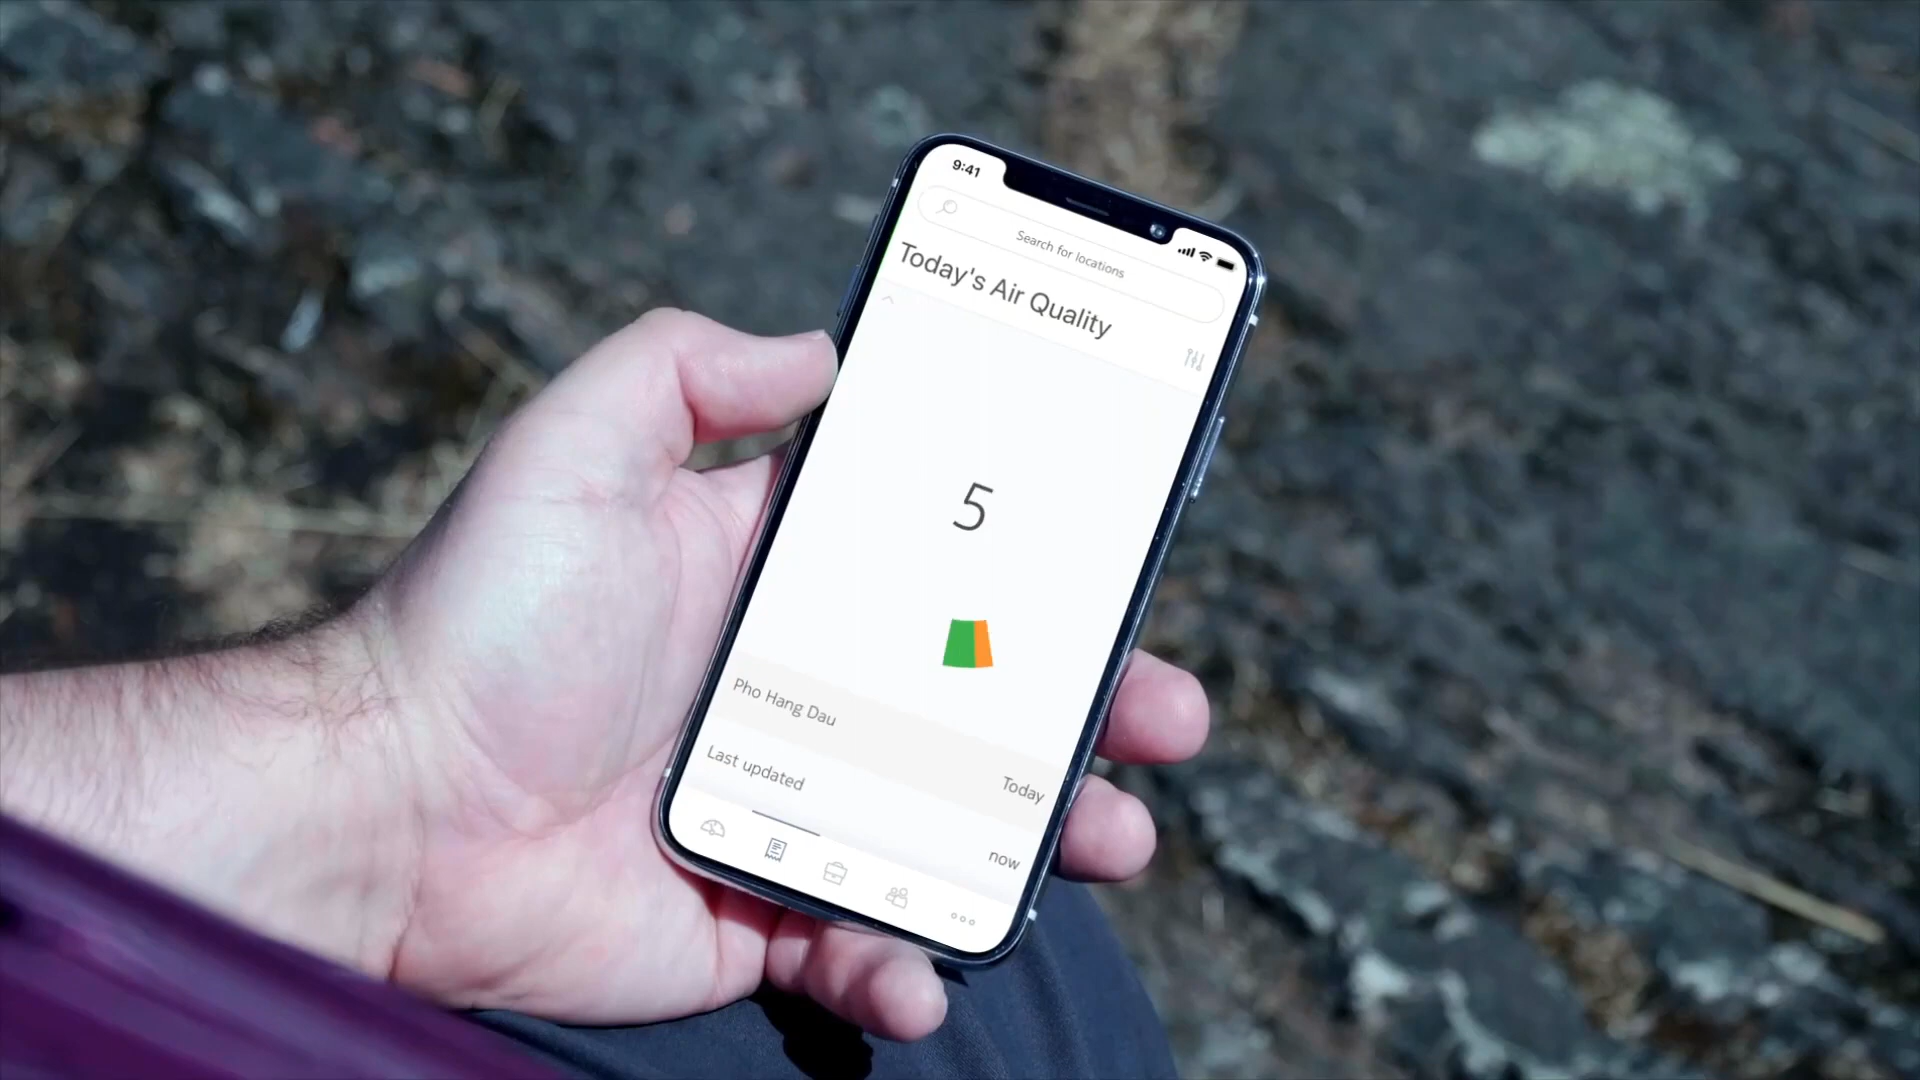 9:41
Search for locations
Today's Air Quality
5
Pho Hang Dau
Today
Last updated
now